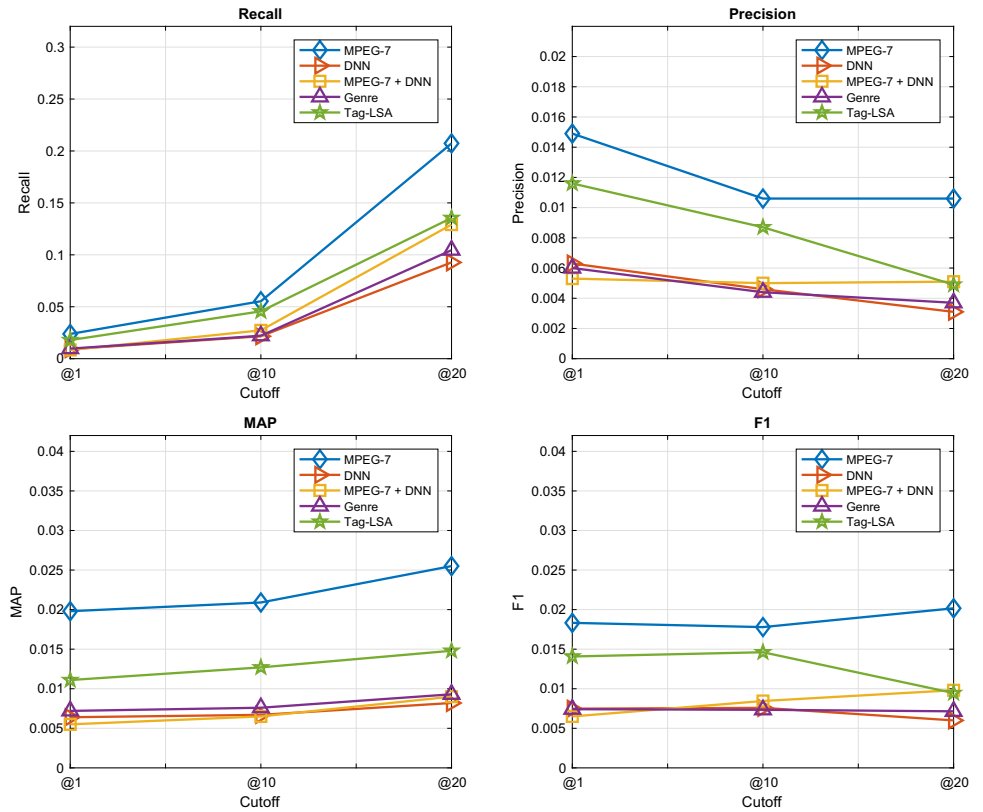 Recall
0.3
0.25
0.2
0.15
0.1
0.05
0
Recall
@1
@10
@20
Cutoff
MPEG-7
DNN
MPEG-7 + DNN
Genre
Tag-LSA
Precision
0.02
0.018
0.016
0.014
0.012
0.01
0.008
0.006
0.004
0.002
0
Precision
@1
@10
@20
Cutoff
MPEG-7
DNN
MPEG-7 + DNN
Genre
Tag-LSA
MAP
0.04
0.035
0.03
0.025
0.02
0.015
0.01
0.005
0
MAP
@1
@10
@20
Cutoff
MPEG-7
DNN
MPEG-7 + DNN
Genre
Tag-LSA
F1
0.04
0.035
0.03
0.025
0.02
0.015
0.01
0.005
0
F1
@1
@10
@20
Cutoff
MPEG-7
DNN
MPEG-7 + DNN
Genre
Tag-LSA